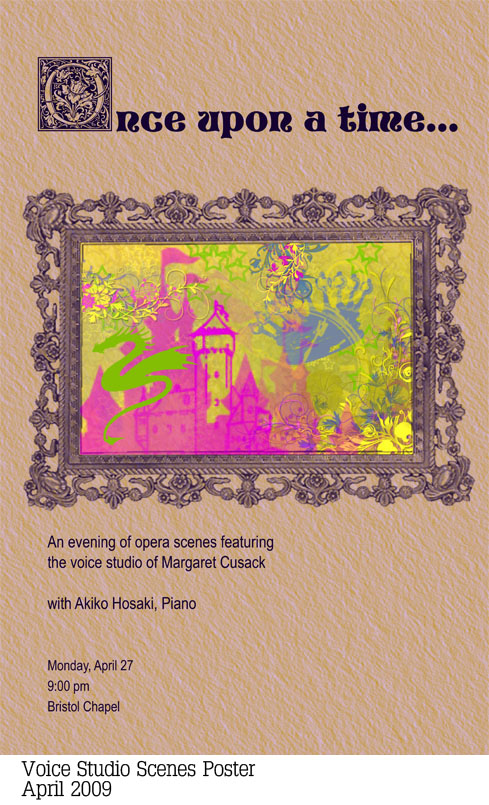 Once upon a time...
An evening of opera scenes featuring
the voice studio of Margaret Cusack
with Akiko Hosaki, Piano
Monday, April 27
9:00 pm
Bristol Chapel
Voice Studio Scenes Poster
April 2009